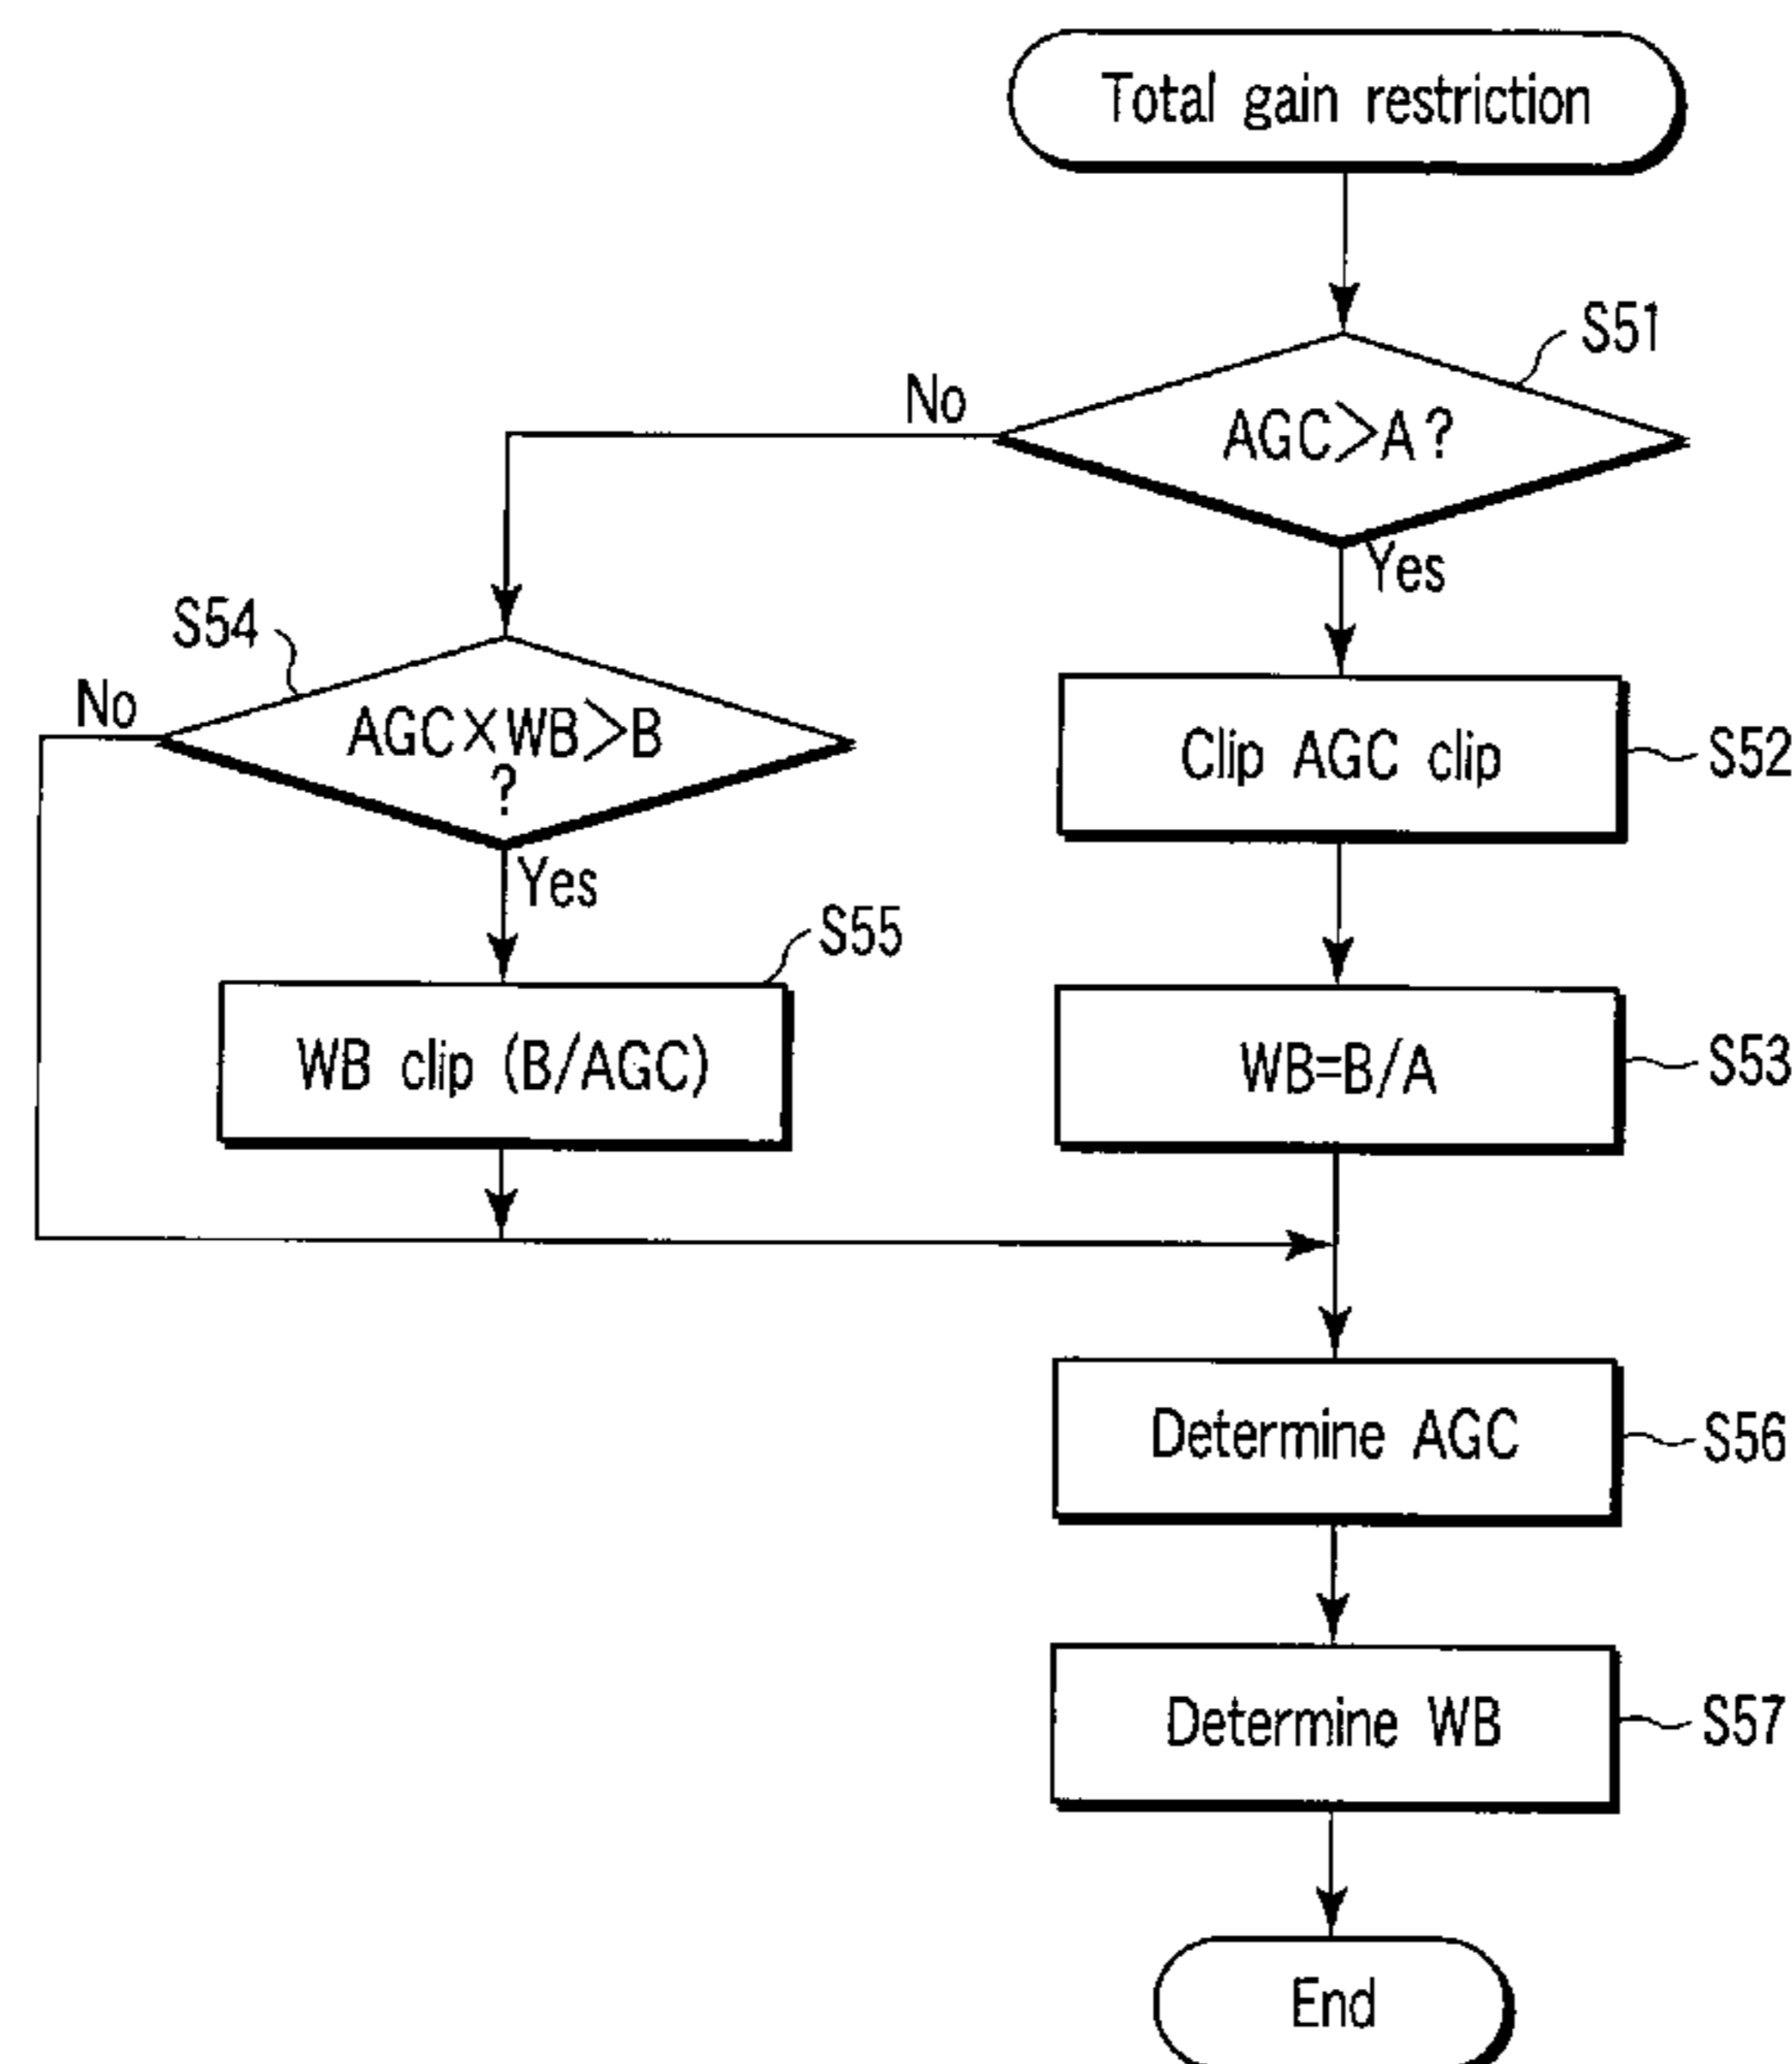 Total gain restriction
S51
No
AGC>A?
Yes
S54
No
AGC×WB>B
?
Yes
Clip AGC clip
S52
S55
WB clip (B/AGC)
WB=B/A
S53
Determine AGC
S56
Determine WB
S57
End